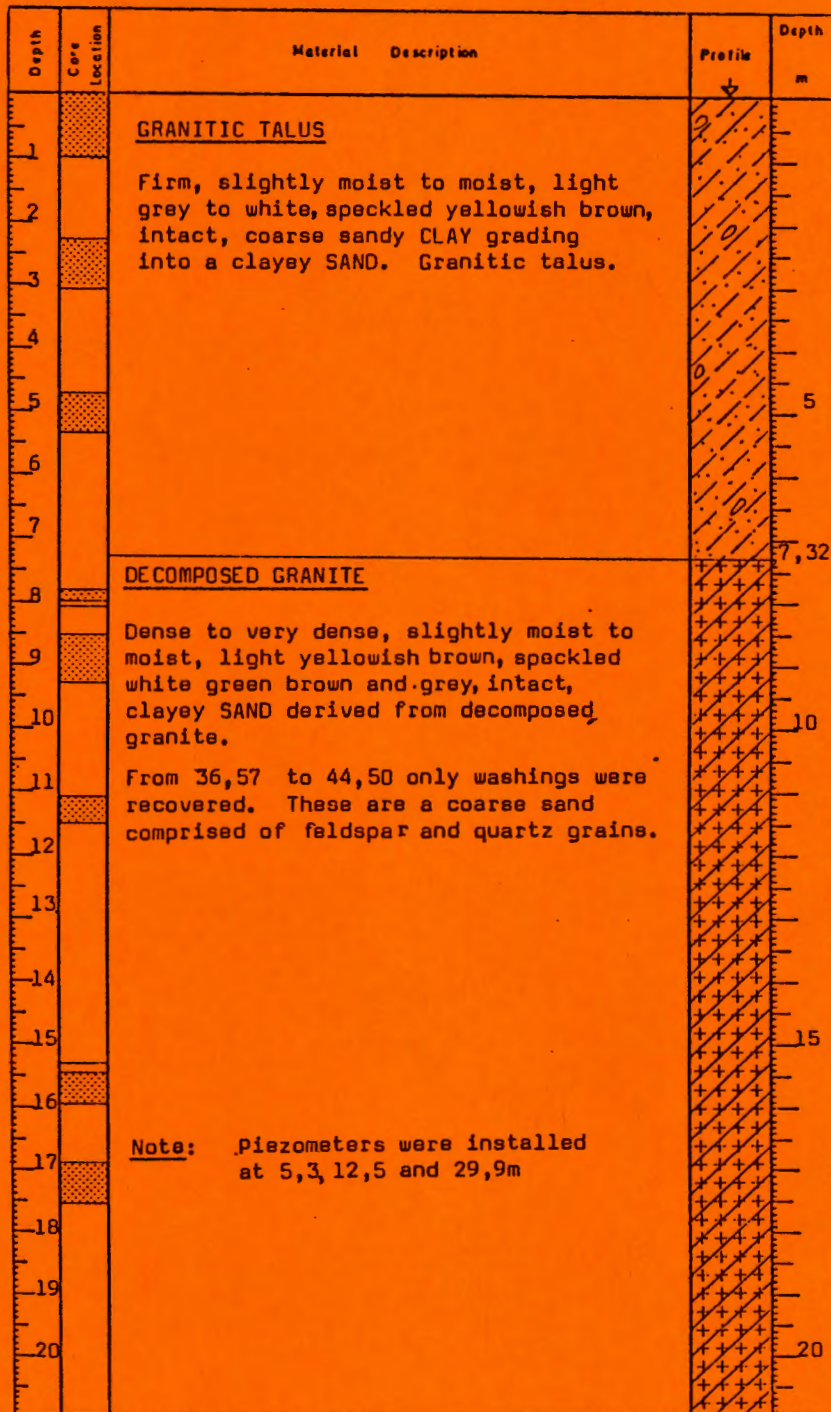 Depth
Core Location
Material Description
Profile
Depth
m
GRANITIC TALUS
Firm, slightly moist to moist, light
grey to white, speckled yellowish brown,
intact, coarse sandy CLAY grading
into a clayey SAND. Granitic talus.
DECOMPOSED GRANITE
Dense to very dense, slightly moist to
moist, light yellowish brown, speckled
white green brown and grey, intact,
clayey SAND derived from decomposed
granite.
From 36,57 to 44,50 only washings were
recovered. These are a coarse sand
comprised of feldspar and quartz grains.
Note: Piezometers were installed
at 5,3, 12,5 and 29,9m
1
2
3
4
5
6
7
8
9
10
11
12
13
14
15
16
17
18
19
20
5
7,32
10
15
20